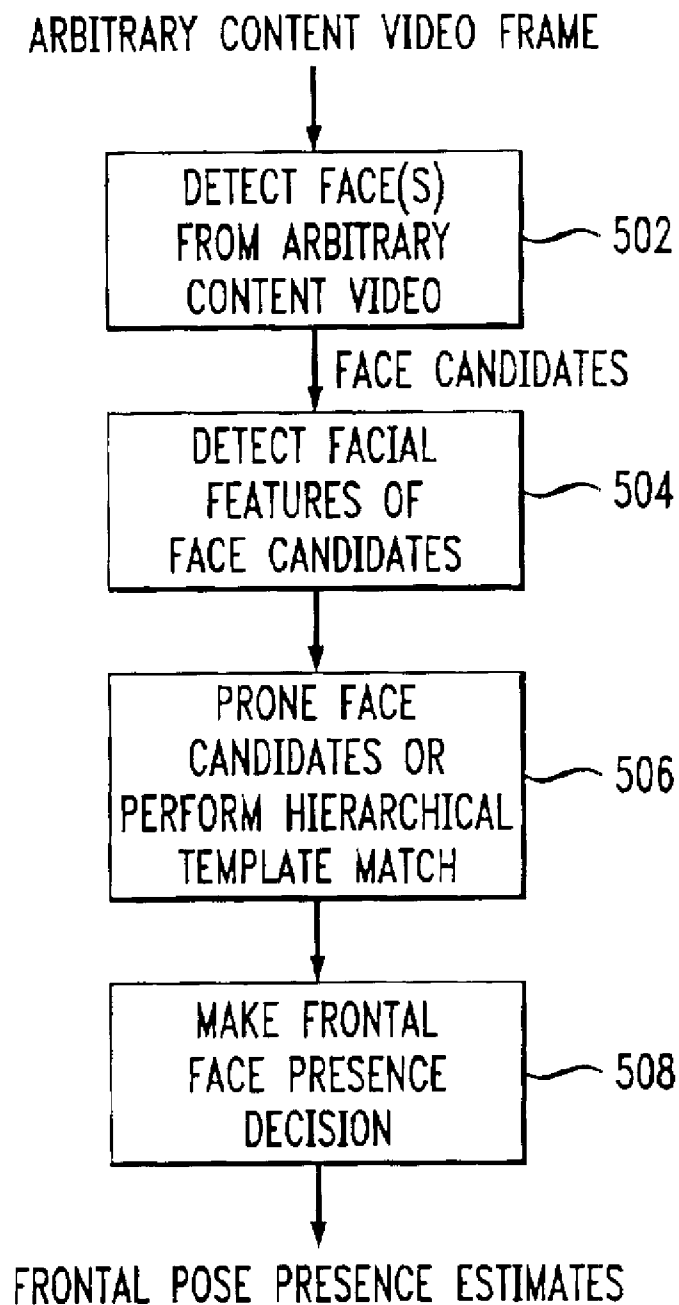 ARBITRARY CONTENT VIDEO FRAME
DETECT FACE(S)
FROM ARBITRARY
CONTENT VIDEO
502
FACE CANDIDATES
DETECT FACIAL
FEATURES OF
FACE CANDIDATES
504
PRONE FACE
CANDIDATES OR
PERFORM HIERARCHICAL
TEMPLATE MATCH
506
MAKE FRONTAL
FACE PRESENCE
DECISION
508
FRONTAL POSE PRESENCE ESTIMATES